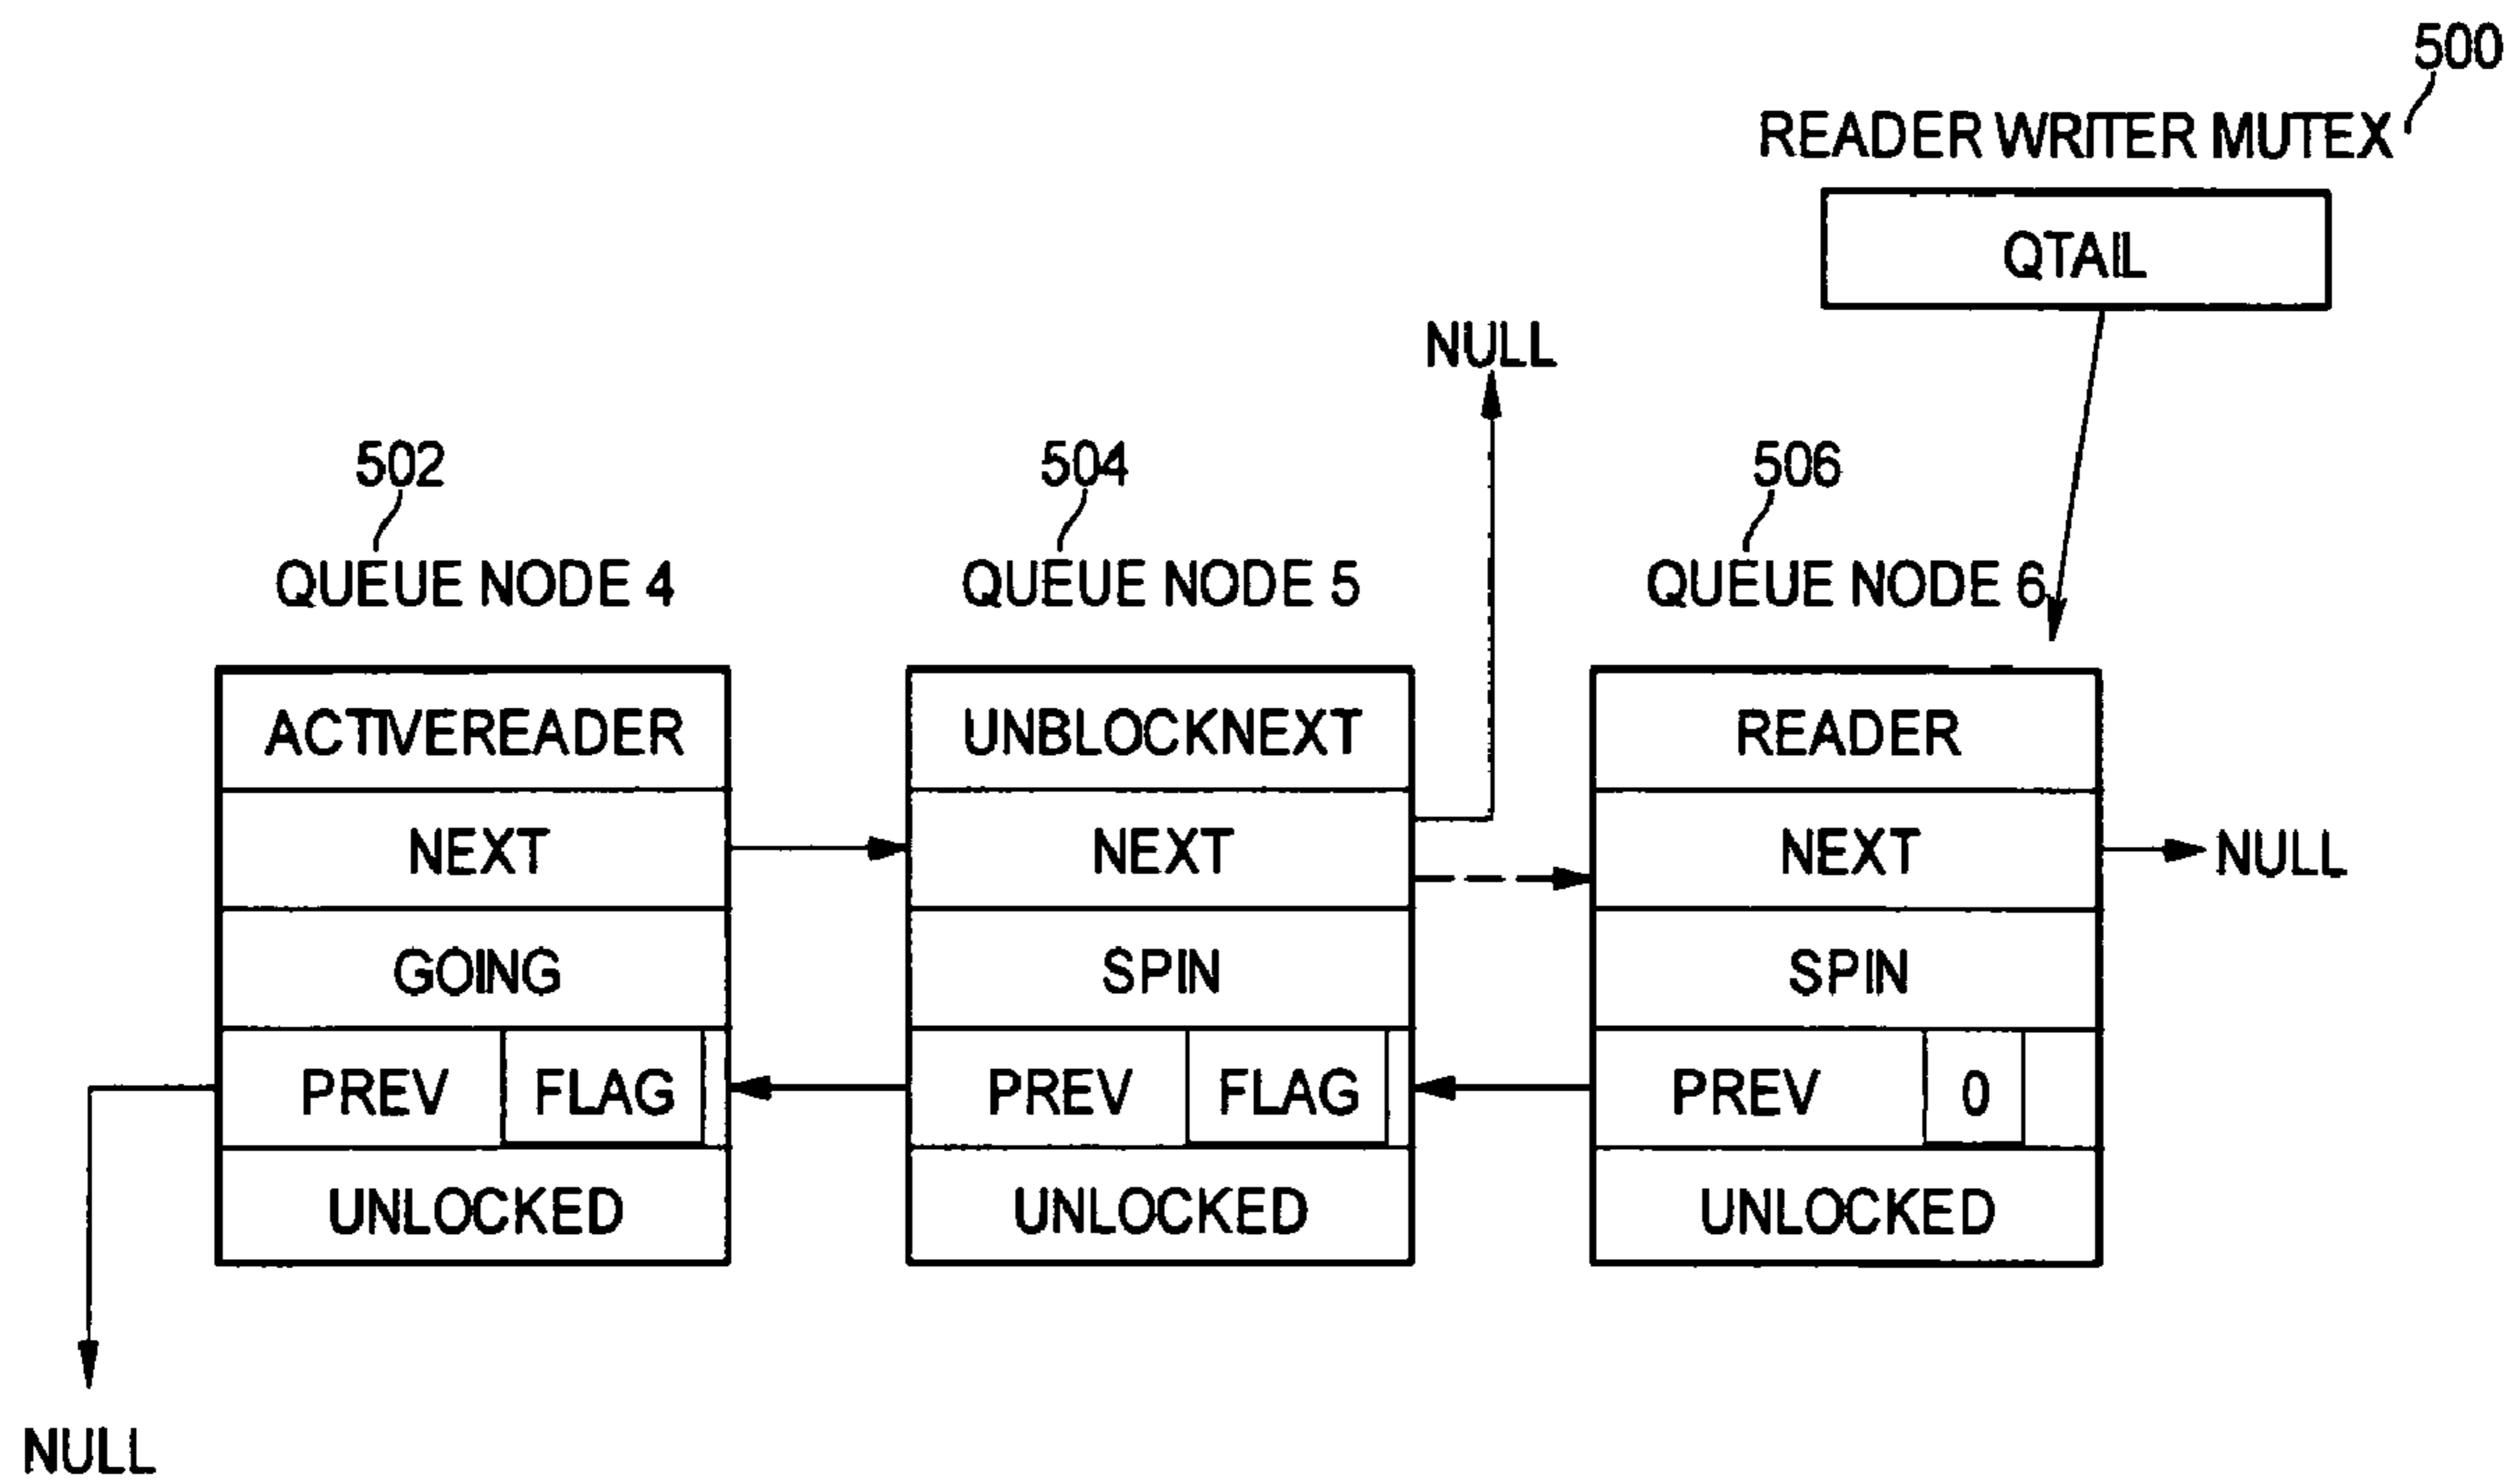 500
READER WRITER MUTEX
QTAIL
NULL
502
504
506
QUEUE NODE 4
QUEUE NODE 5
QUEUE NODE 6
ACTIVEREADER
UNBLOCKNEXT
READER
NEXT
NEXT
NEXT
NULL
GOING
SPIN
SPIN
PREV FLAG
PREV FLAG
PREV 0
UNLOCKED
UNLOCKED
UNLOCKED
NULL